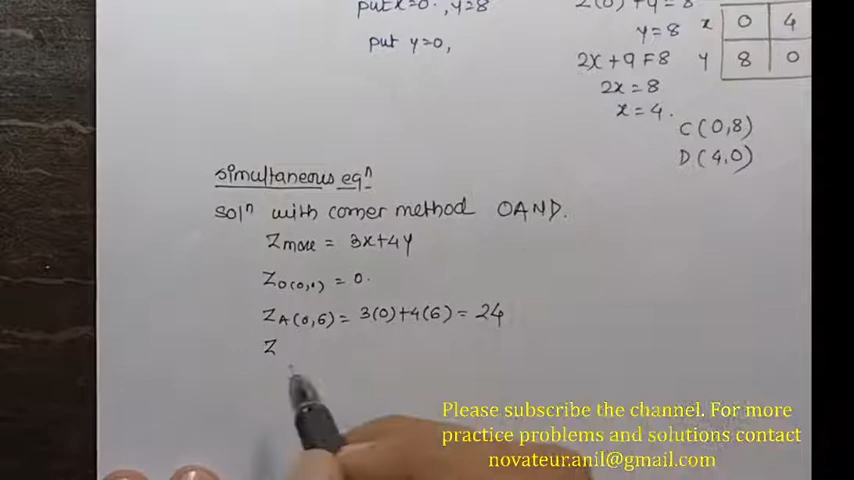 put x=0. , y=8
put y=0,
2(0)+y=8
y=8
2x+9=8
2x=8
x=4.
x 0 4
y 8 0
C(0,8)
D(4,0)
simultaneous eqn
soln with corner method OAND.
Zmax = 3x+4y
ZO(0,0) = 0.
ZA(0,6) = 3(0)+4(6) = 24
Z
Please subscribe the channel. For more
practice problems and solutions contact
novateur.anil@gmail.com